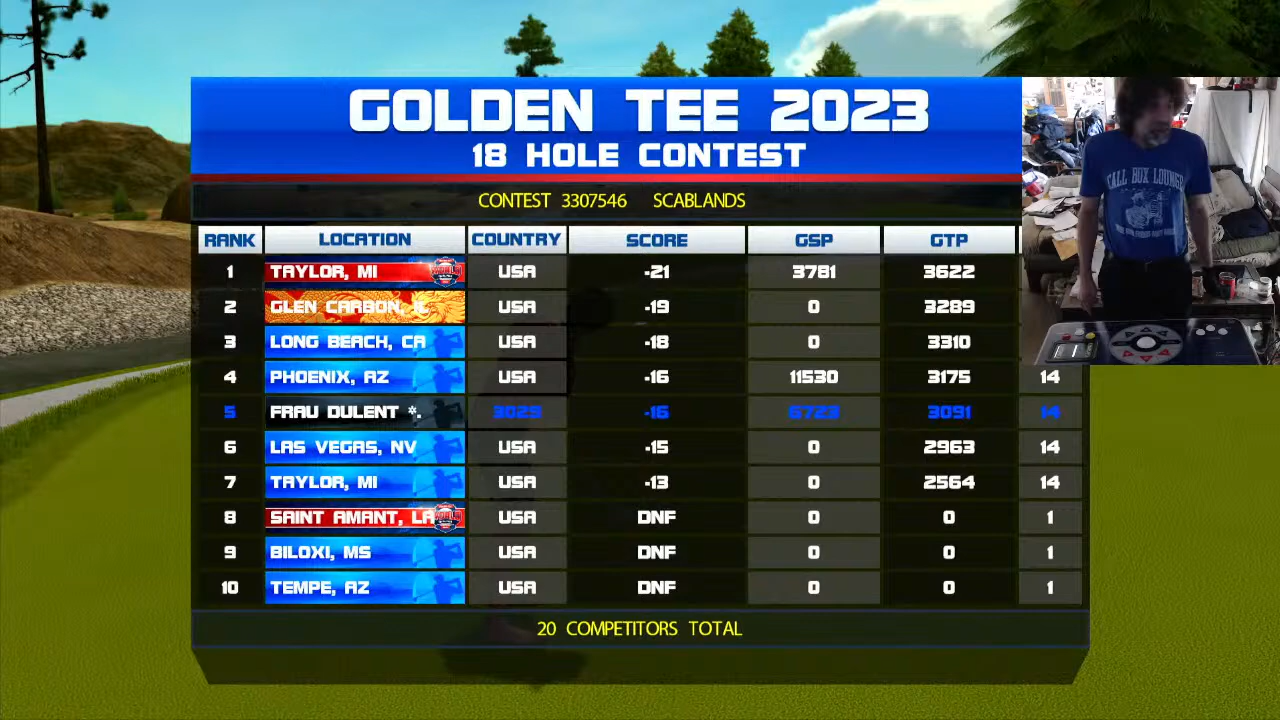 GOLDEN TEE 2023
18 HOLE CONTEST
CONTEST 3307546 SCABLANDS
RANK LOCATION COUNTRY SCORE GSP GTP
1 TAYLOR, MI USA -21 3781 3622
2 GLEN CARBON, USA -19 0 3289
3 LONG BEACH, CA USA -18 0 3310
4 PHOENIX, AZ USA -16 11530 3175 14
5 FRAU DULENT *. 3029 -16 6723 3091 14
6 LAS VEGAS, NV USA -15 0 2963 14
7 TAYLOR, MI USA -13 0 2564 14
8 SAINT AMANT, LA USA DNF 0 0 1
9 BILOXI, MS USA DNF 0 0 1
10 TEMPE, AZ USA DNF 0 0 1
20 COMPETITORS TOTAL
CALL BOX LOUNGE